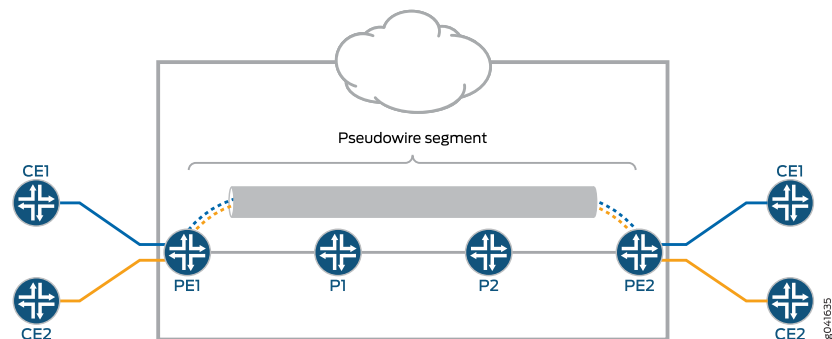 Pseudowire segment
CE1
CE1
PE1
P1
P2
PE2
CE2
CE2
g041635